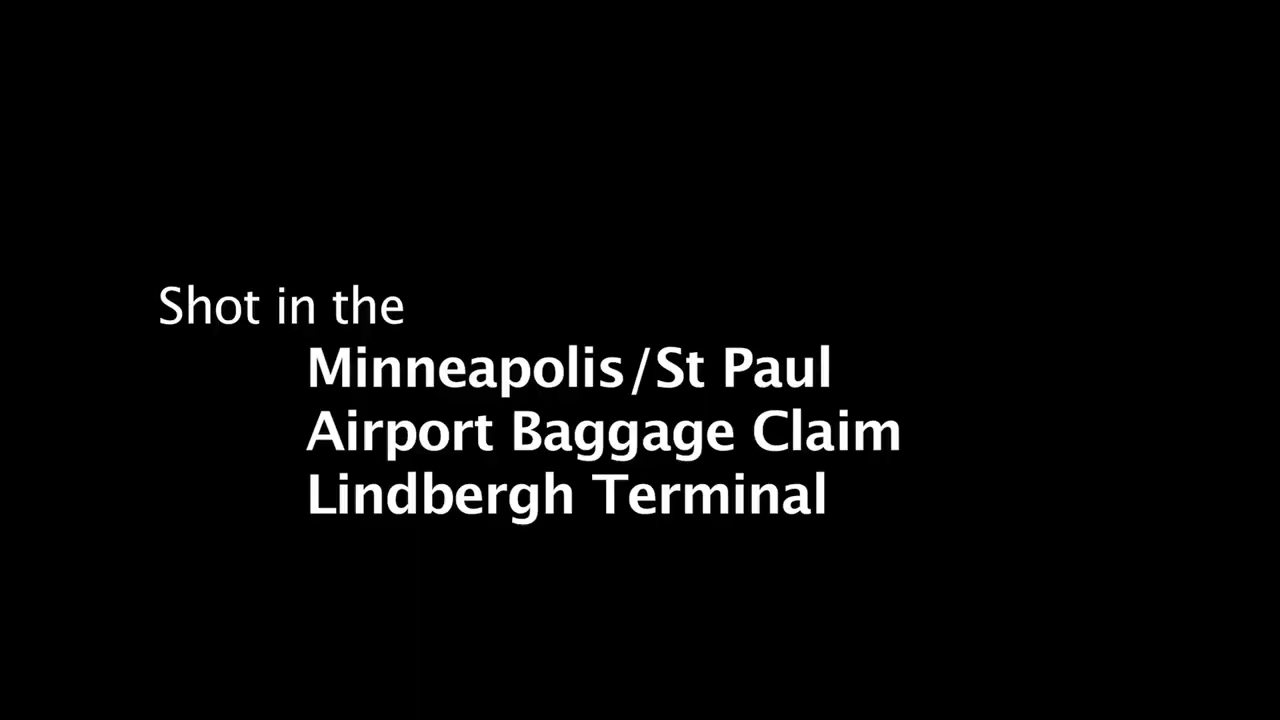 Shot in the
Minneapolis/St Paul
Airport Baggage Claim
Lindbergh Terminal